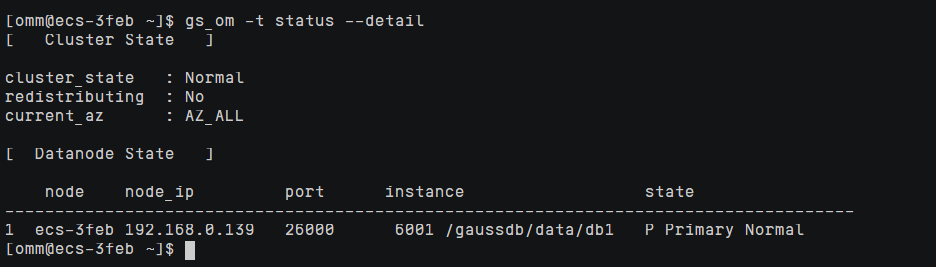 [omm@ecs-3feb ~]$ gs_om -t status --detail
[   Cluster State   ]
cluster_state   : Normal
redistributing  : No
current_az      : AZ_ALL
[  Datanode State   ]
    node    node_ip         port      instance                  state
-------------------------------------------------------------------------------------
1  ecs-3feb 192.168.0.139   26000      6001 /gaussdb/data/db1   P Primary Normal
[omm@ecs-3feb ~]$